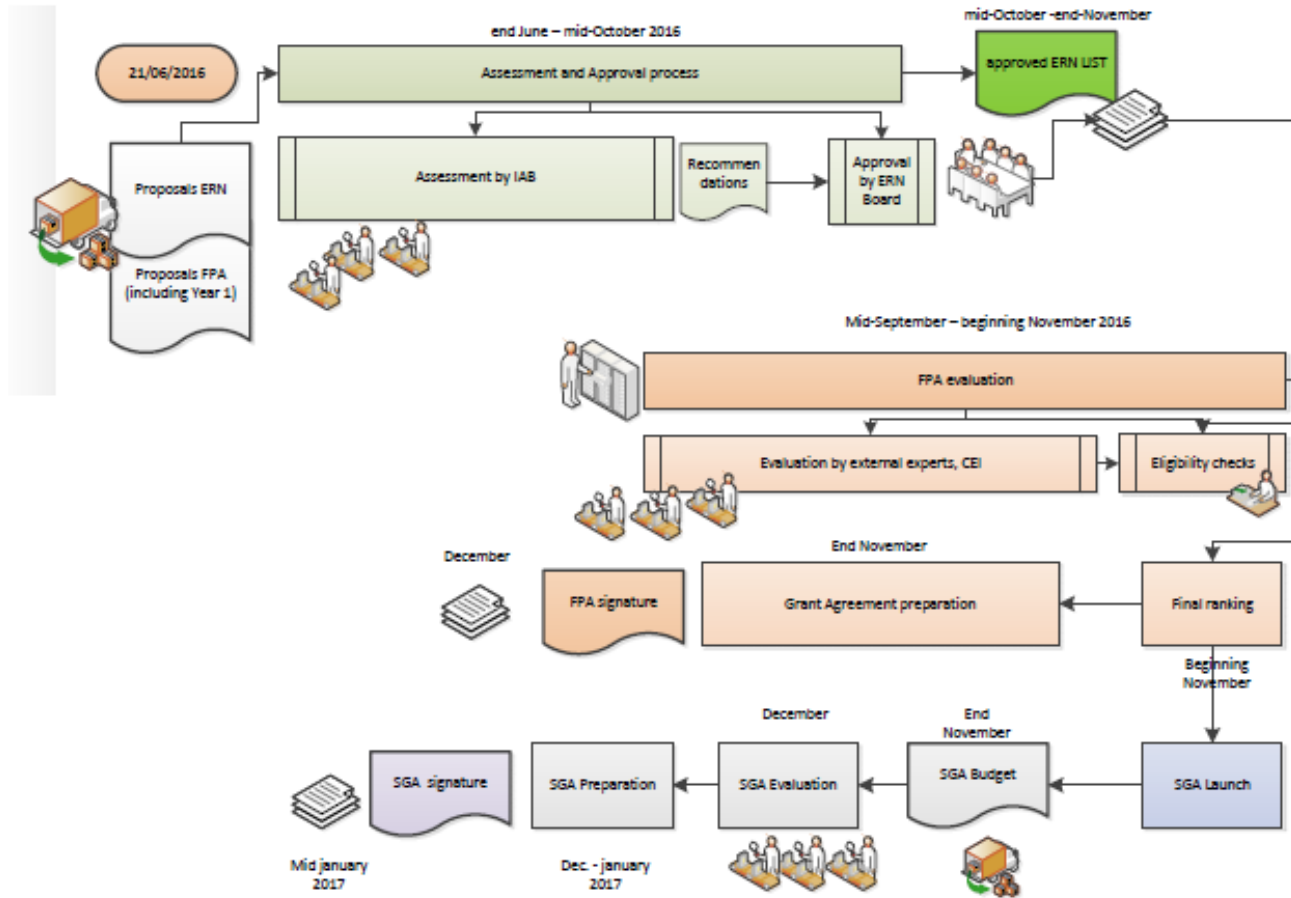 mid-October -end-November
end June – mid-October 2016
21/06/2016
Assessment and Approval process
approved ERN LIST
Proposals ERN
Assessment by IAB
Recommen
dations
Approval
by ERN
Board
Proposals FPA
(including Year 1)
Mid-September – beginning November 2016
FPA evaluation
Evaluation by external experts, CEI
Eligibility checks
December
End November
FPA signature
Grant Agreement preparation
Final ranking
Beginning
November
December
End
November
SGA signature
SGA Preparation
SGA Evaluation
SGA Budget
SGA Launch
Mid january
2017
Dec. - january
2017